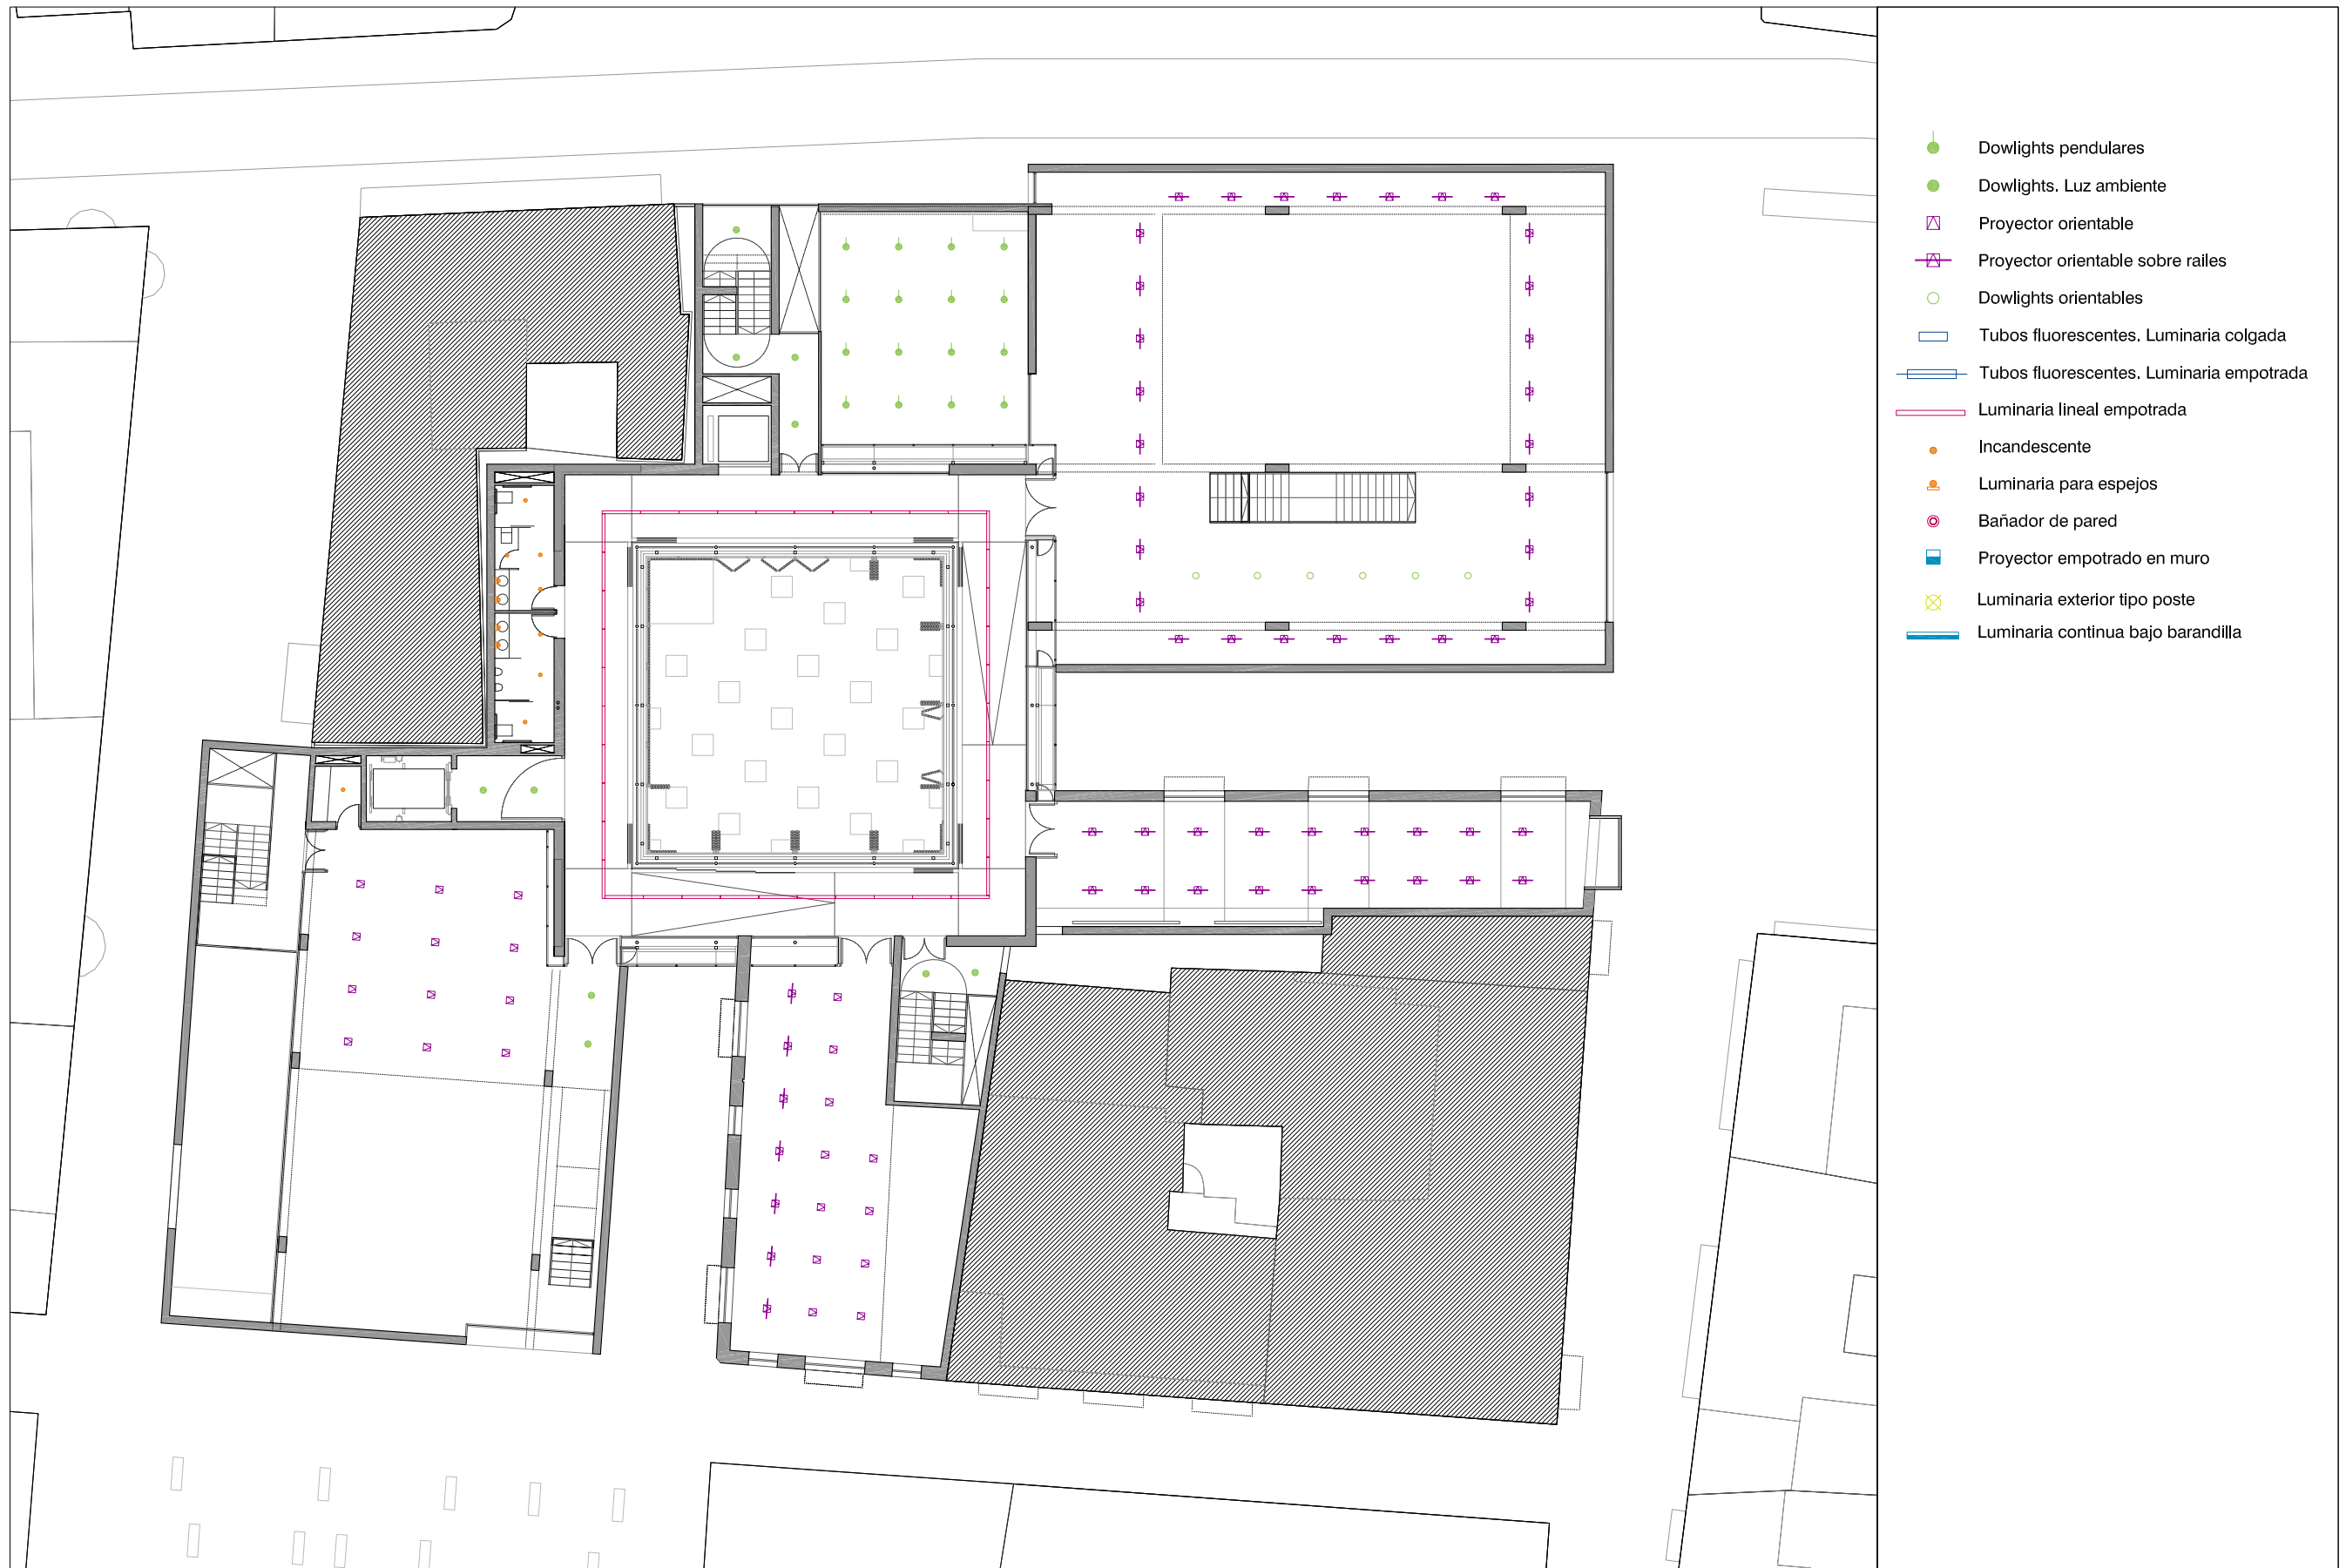 Dowlights pendulares
Dowlights. Luz ambiente
Proyector orientable
Proyector orientable sobre railes
Dowlights orientables
Tubos fluorescentes. Luminaria colgada
Tubos fluorescentes. Luminaria empotrada
Luminaria lineal empotrada
Incandescente
Luminaria para espejos
Bañador de pared
Proyector empotrado en muro
Luminaria exterior tipo poste
Luminaria continua bajo barandilla